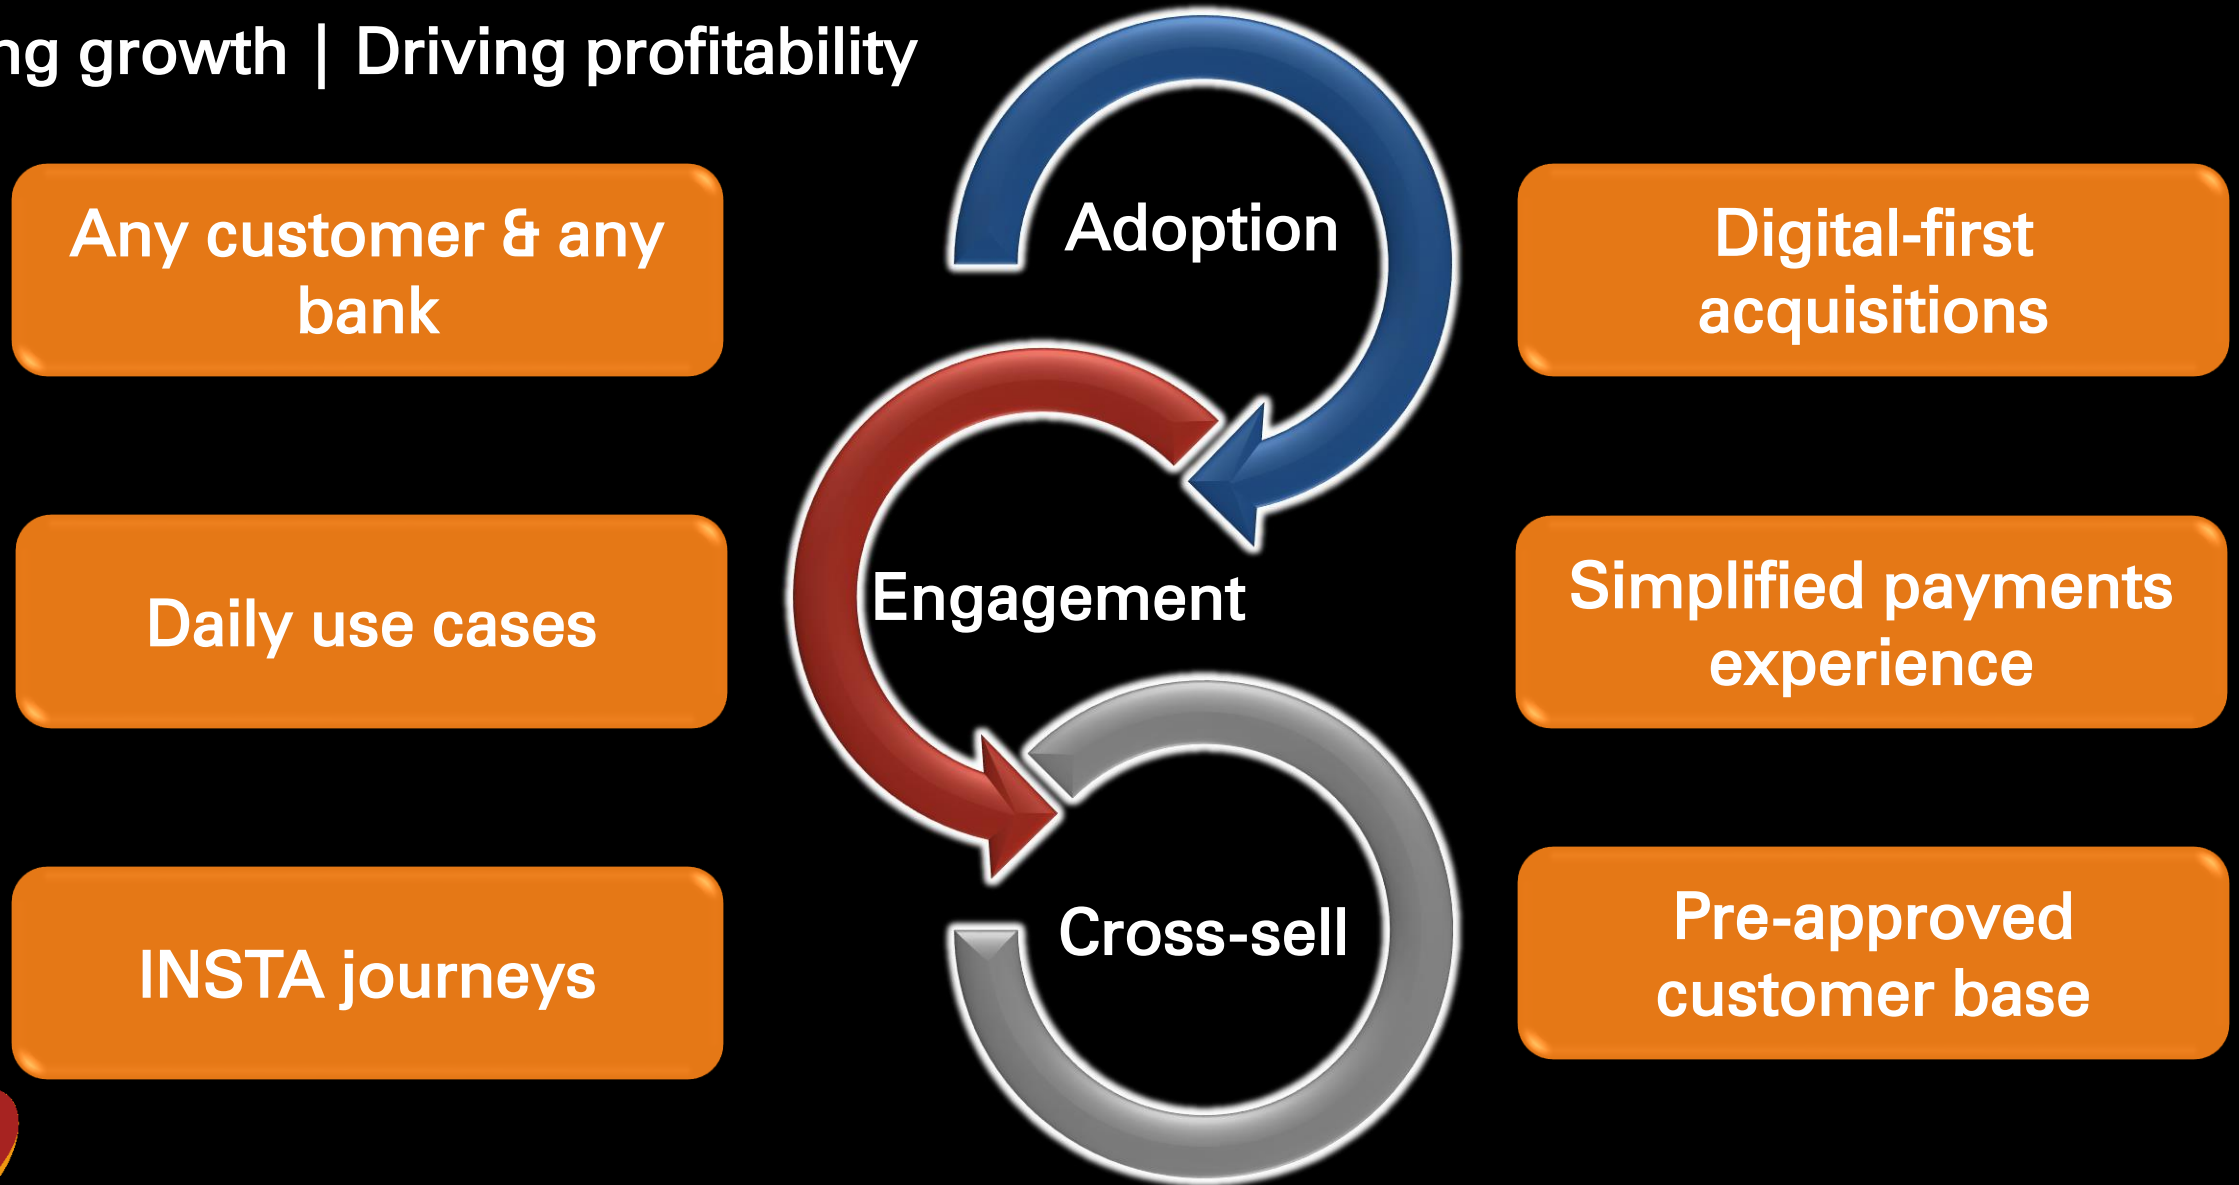 growth | Driving profitability
Any customer & any
bank
Adoption
Digital-first
acquisitions
Daily use cases
Engagement
Simplified payments
experience
INSTA journeys
Cross-sell
Pre-approved
customer base